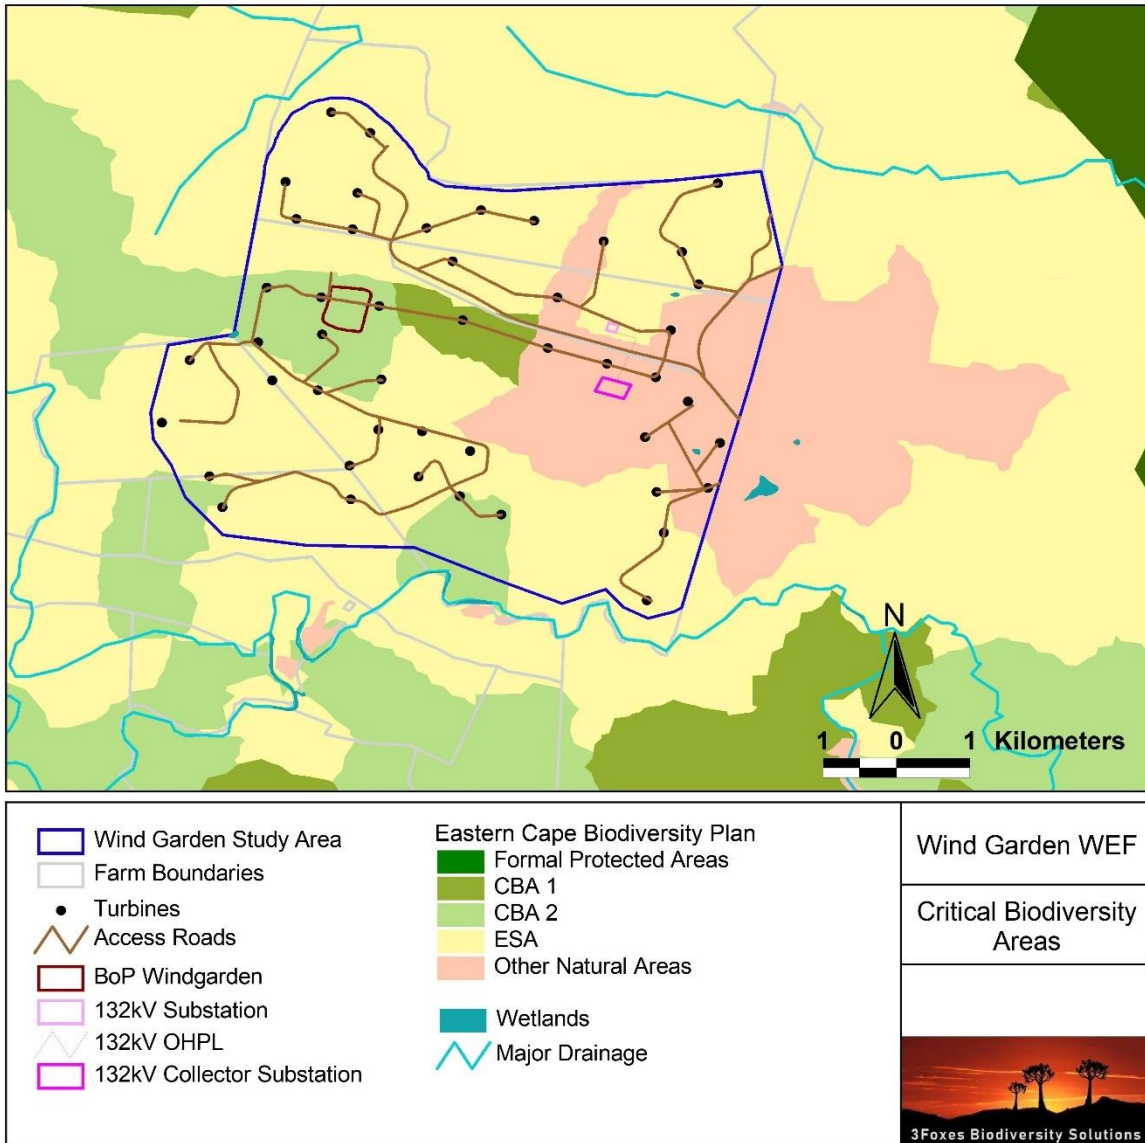 N
1 0 1 Kilometers
Wind Garden Study Area
Farm Boundaries
Turbines
Access Roads
BoP Windgarden
132kV Substation
132kV OHPL
132kV Collector Substation
Eastern Cape Biodiversity Plan
Formal Protected Areas
CBA 1
CBA 2
ESA
Other Natural Areas
Wetlands
Major Drainage
Wind Garden WEF
Critical Biodiversity
Areas
3Foxes Biodiversity Solutions